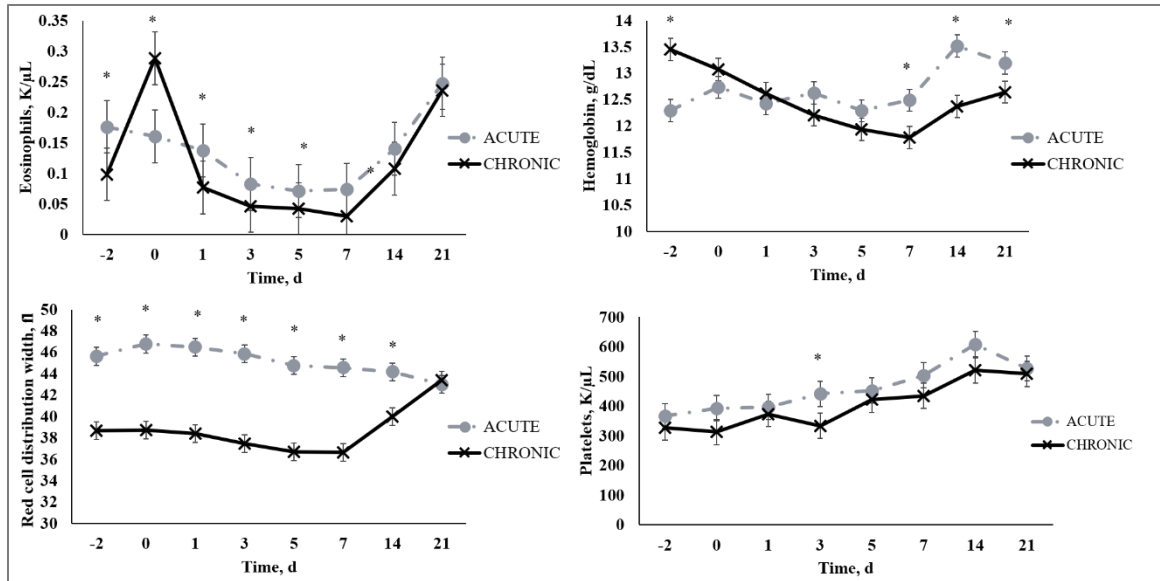 Eosinophils, K/µL
0.35
0.3
0.25
0.2
0.15
0.1
0.05
0
* * * * * *
-2 0 1 3 5 7 14 21
Time, d
ACUTE
CHRONIC
Hemoglobin, g/dL
14
13.5
13
12.5
12
11.5
11
10.5
10
* * * *
-2 0 1 3 5 7 14 21
Time, d
ACUTE
CHRONIC
Red cell distribution width, fl
50
48
46
44
42
40
38
36
34
32
30
* * * * * * *
-2 0 1 3 5 7 14 21
Time, d
ACUTE
CHRONIC
Platelets, K/µL
700
600
500
400
300
200
100
0
*
-2 0 1 3 5 7 14 21
Time, d
ACUTE
CHRONIC